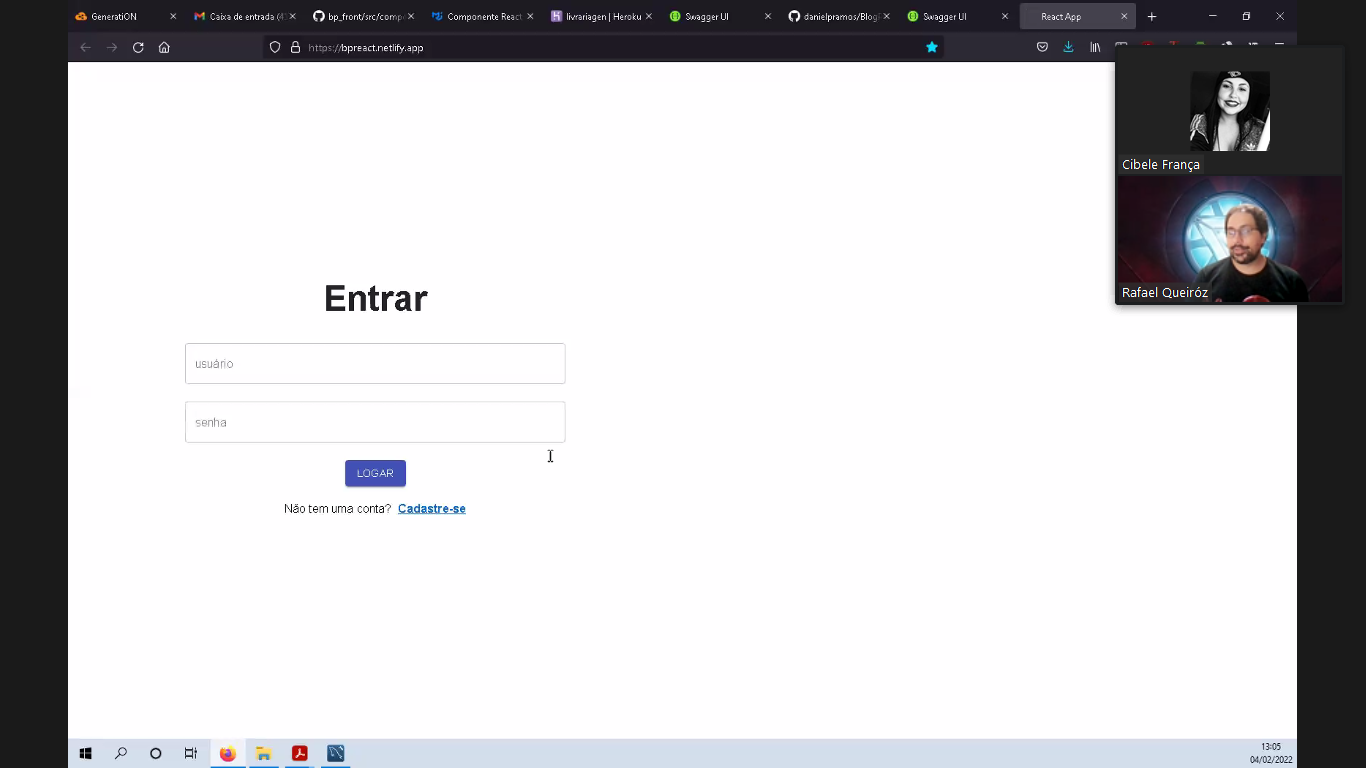 GeneratiON
Caixa de entrada (4
bp_front/src/comp
Componente React
livrariagen | Heroku
Swagger UI
danielpramos/Blog
Swagger UI
React App
https://bpreact.netlify.app
Cibele França
Rafael Queiróz
Entrar
usuário
senha
LOGAR
Não tem uma conta? Cadastre-se
13:05
04/02/2022